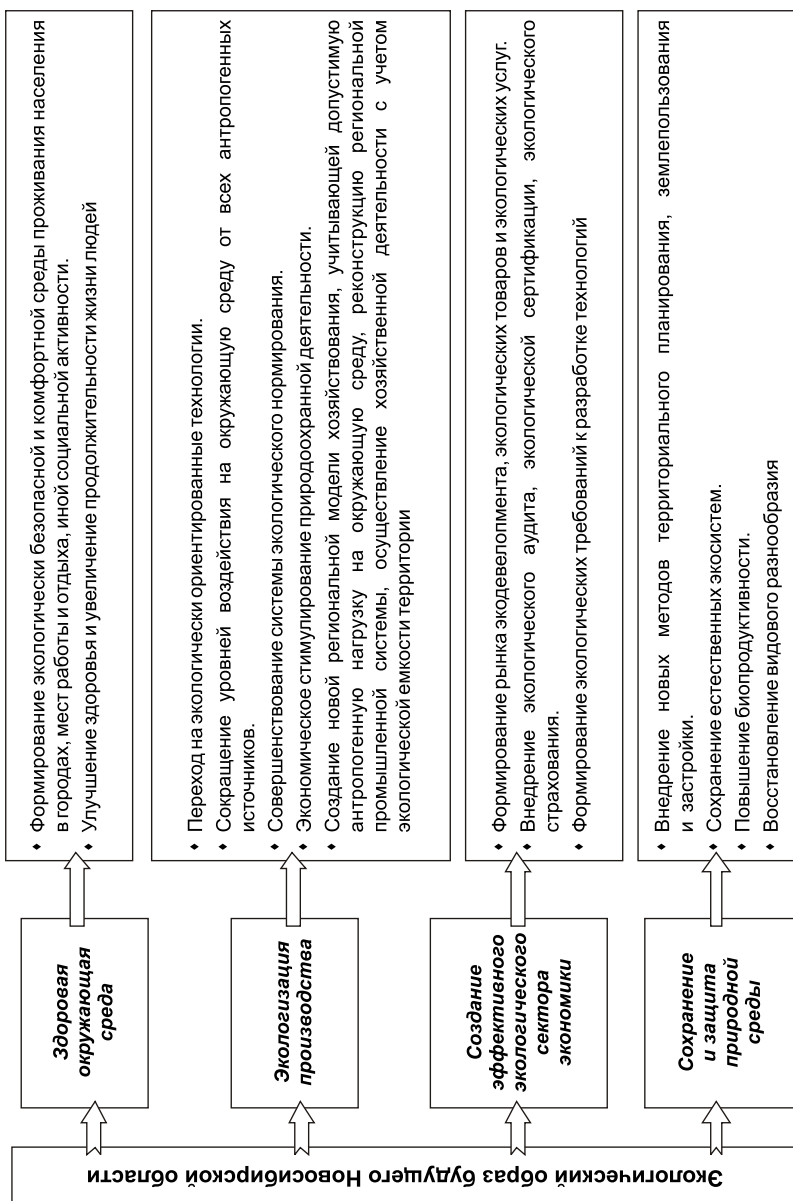 Экологический образ будущего Новосибирской области
Здоровая
окружающая
среда
♦ Формирование экологически безопасной и комфортной среды проживания населения
в городах, мест работы и отдыха, иной социальной активности.
♦ Улучшение здоровья и увеличение продолжительности жизни людей
Экологизация
производства
♦ Переход на экологически ориентированные технологии.
♦ Сокращение уровней воздействия на окружающую среду от всех антропогенных
источников.
♦ Совершенствование системы экологического нормирования.
♦ Экономическое стимулирование природоохранной деятельности.
♦ Создание новой региональной модели хозяйствования, учитывающей допустимую
антропогенную нагрузку на окружающую среду, реконструкцию региональной
промышленной системы, осуществление хозяйственной деятельности с учетом
экологической емкости территории
Создание
эффективного
экологического
сектора
экономики
♦ Формирование рынка экодевелопмента, экологических товаров и экологических услуг.
♦ Внедрение экологического аудита, экологической сертификации, экологического
страхования.
♦ Формирование экологических требований к разработке технологий
Сохранение
и защита
природной
среды
♦ Внедрение новых методов территориального планирования, землепользования
и застройки.
♦ Сохранение естественных экосистем.
♦ Повышение биопродуктивности.
♦ Восстановление видового разнообразия